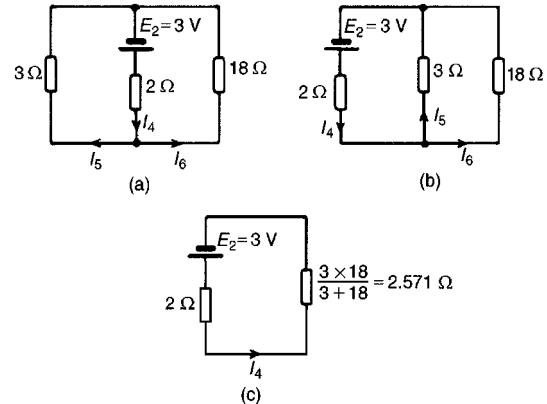 E₂ = 3 V
3 Ω
2 Ω
18 Ω
I₄
I₅
I₆
(a)
E₂ = 3 V
2 Ω
3 Ω
18 Ω
I₄
I₅
I₆
(b)
E₂ = 3 V
2 Ω
3 × 18
3 + 18
= 2.571 Ω
I₄
(c)